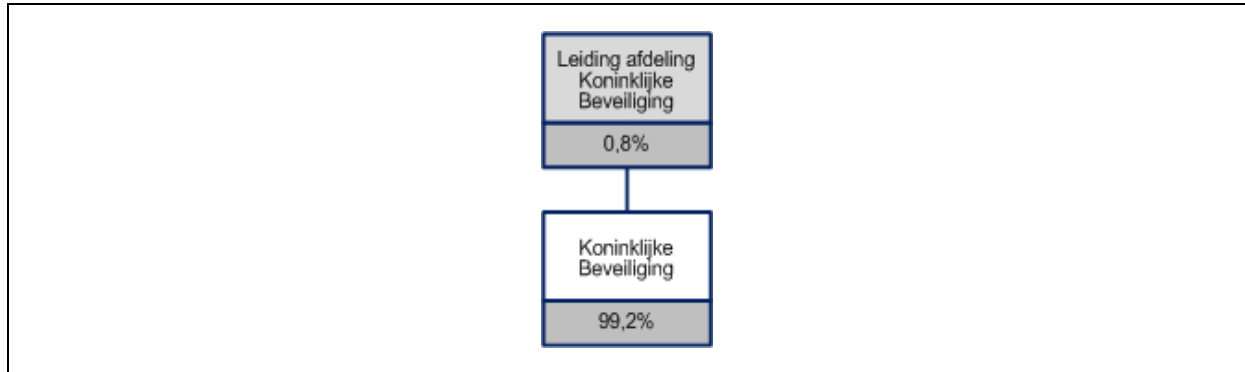 Leiding afdeling
Koninklijke
Beveiliging
0,8%
Koninklijke
Beveiliging
99,2%